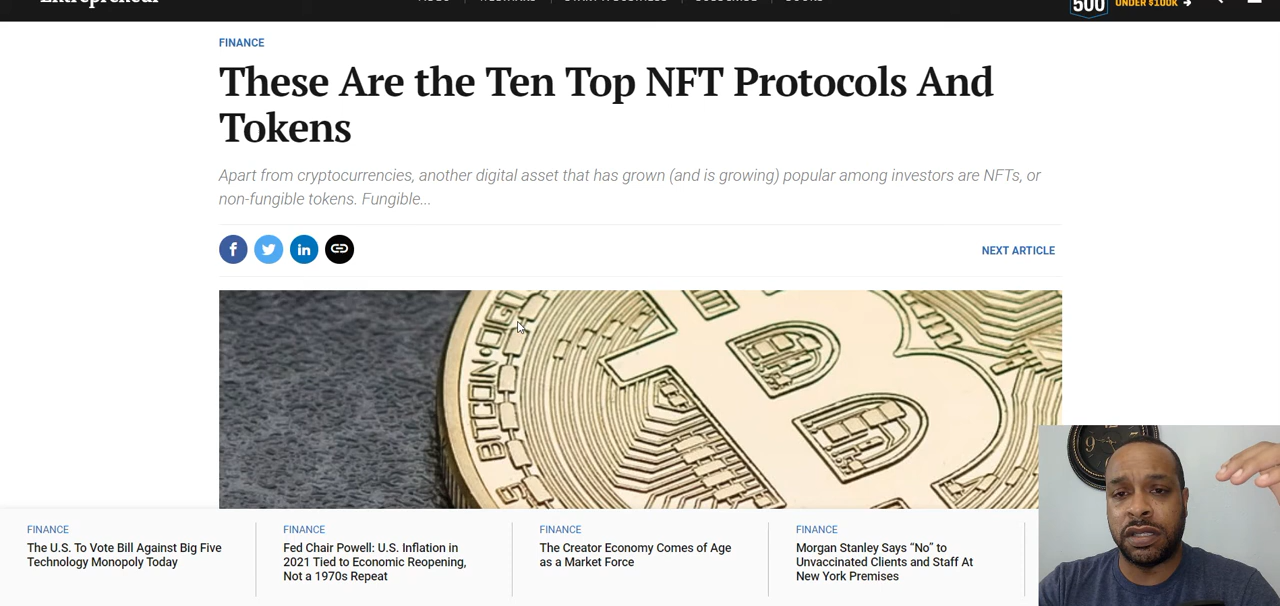 Entrepreneur
500
UNDER $100K
FINANCE
These Are the Ten Top NFT Protocols And
Tokens
Apart from cryptocurrencies, another digital asset that has grown (and is growing) popular among investors are NFTs, or
non-fungible tokens. Fungible...
NEXT ARTICLE
BITCOIN·DIGI
FINANCE
The U.S. To Vote Bill Against Big Five
Technology Monopoly Today
FINANCE
Fed Chair Powell: U.S. Inflation in
2021 Tied to Economic Reopening,
Not a 1970s Repeat
FINANCE
The Creator Economy Comes of Age
as a Market Force
FINANCE
Morgan Stanley Says “No” to
Unvaccinated Clients and Staff At
New York Premises
9